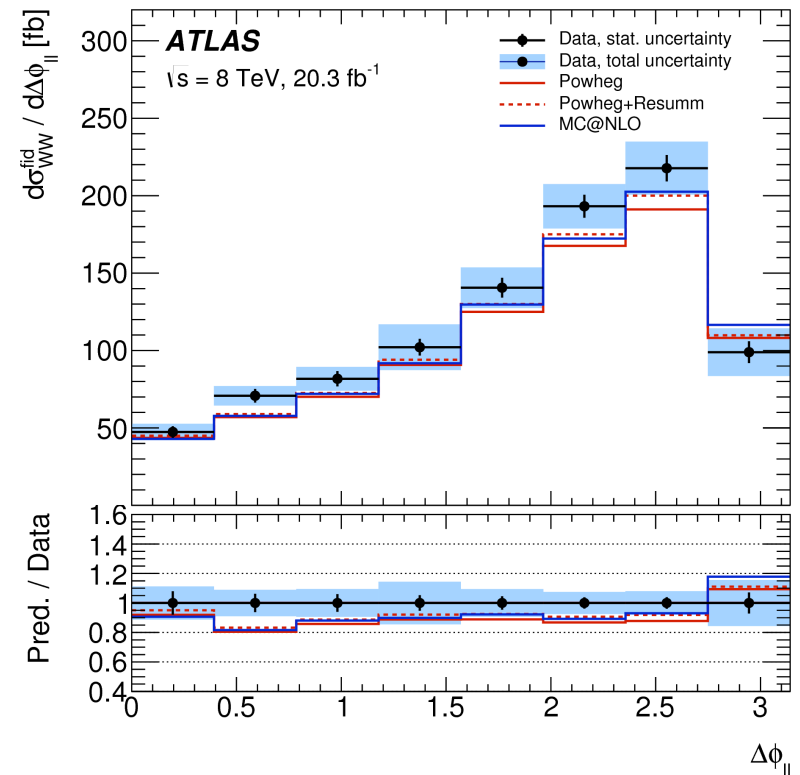 ATLAS
√s = 8 TeV, 20.3 fb⁻¹
Data, stat. uncertainty
Data, total uncertainty
Powheg
Powheg+Resumm
MC@NLO
dσ^fid_WW / dΔϕ_ll [fb]
300
250
200
150
100
50
Pred. / Data
1.6
1.4
1.2
1
0.8
0.6
0.4
0 0.5 1 1.5 2 2.5 3
Δϕ_ll